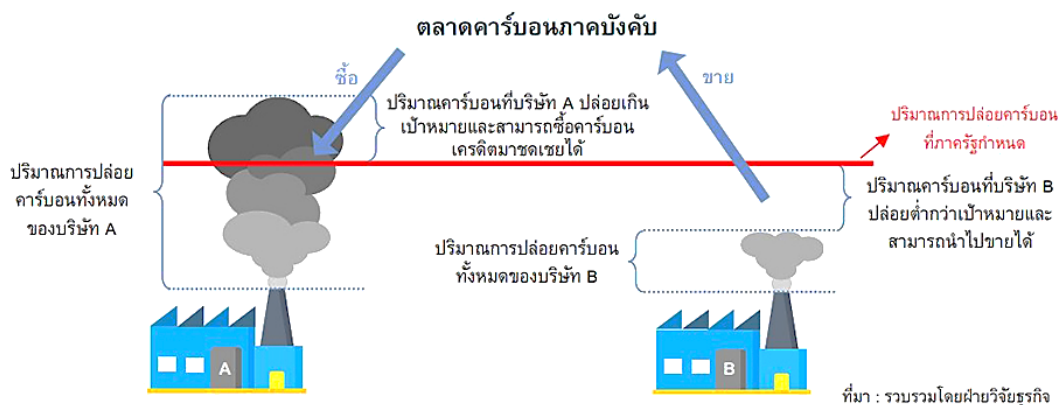 ตลาดคาร์บอนภาคบังคับ
ซื้อ
ขาย
ปริมาณคาร์บอนที่บริษัท A ปล่อยเกิน
เป้าหมายและสามารถซื้อคาร์บอน
เครดิตมาชดเชยได้
ปริมาณการปล่อยคาร์บอน
ที่ภาครัฐกำหนด
ปริมาณการปล่อย
คาร์บอนทั้งหมด
ของบริษัท A
ปริมาณคาร์บอนที่บริษัท B
ปล่อยต่ำกว่าเป้าหมายและ
สามารถนำไปขายได้
ปริมาณการปล่อยคาร์บอน
ทั้งหมดของบริษัท B
A
B
ที่มา : รวบรวมโดยฝ่ายวิจัยธุรกิจ